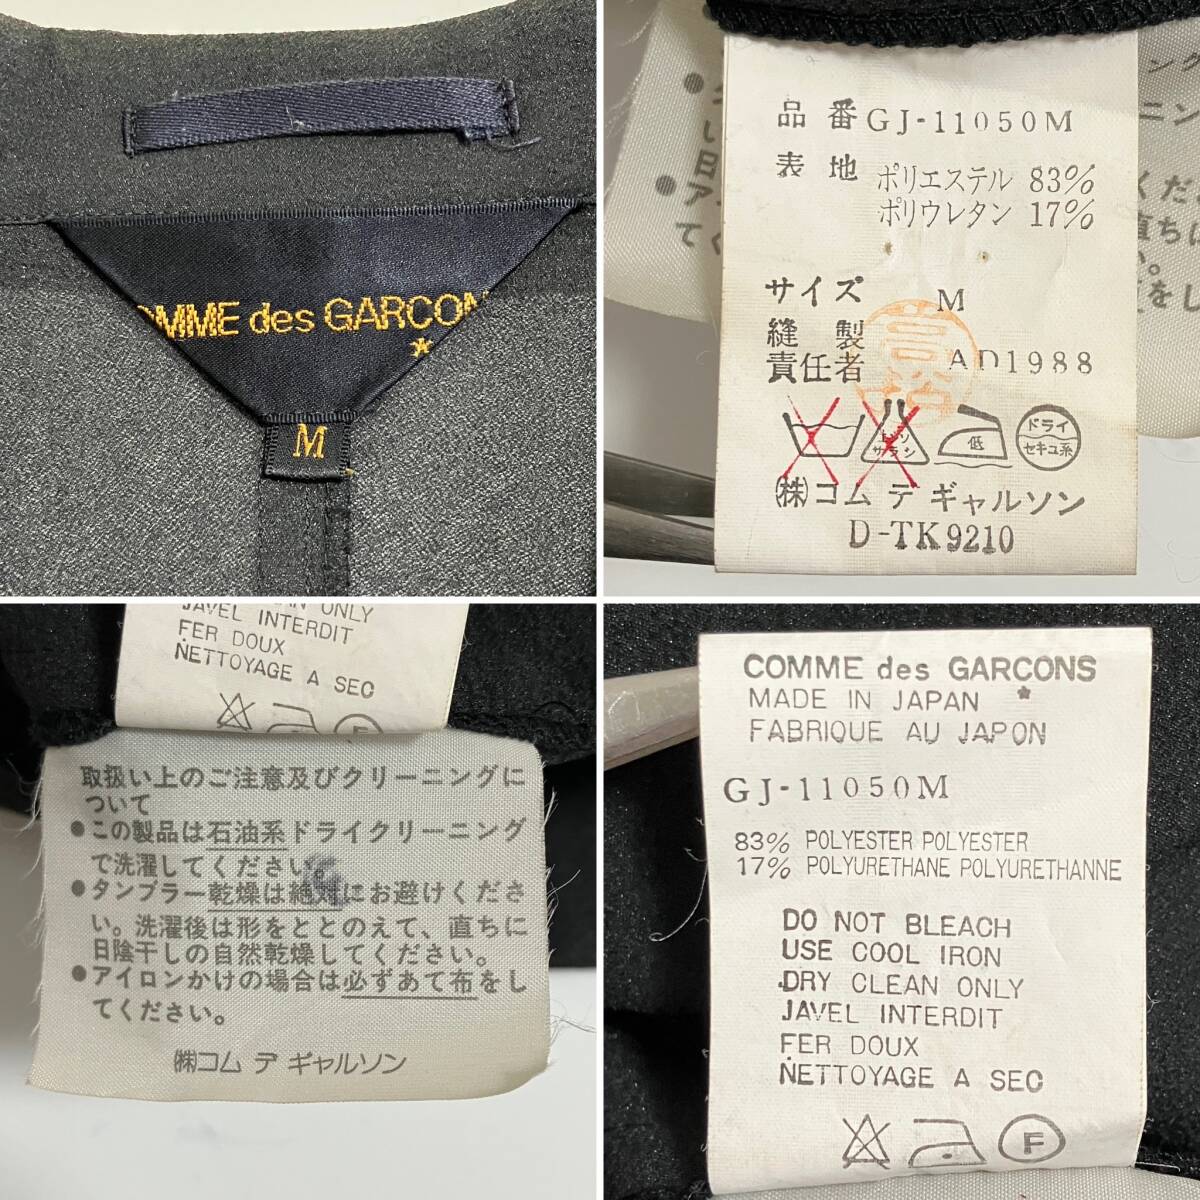 COMME des GARCON
M
品番 GJ-11050M
表地 ポリエステル 83%
ポリウレタン 17%
サイズ M
縫製
責任者 AD1988
低
ドライ
セキユ系
㈱コム デ ギャルソン
D-TK9210
AN ONLY
JAVEL INTERDIT
FER DOUX
NETTOYAGE A SEC
取扱い上のご注意及びクリーニングに
ついて
●この製品は石油系ドライクリーニング
で洗濯してください。
●タンブラー乾燥は絶対にお避けくださ
い。洗濯後は形をととのえて、直ちに
日陰干しの自然乾燥してください。
●アイロンかけの場合は必ずあて布をし
てください。
㈱コム デ ギャルソン
COMME des GARCONS
MADE IN JAPAN
FABRIQUE AU JAPON
GJ-11050M
83% POLYESTER POLYESTER
17% POLYURETHANE POLYURETHANNE
DO NOT BLEACH
USE COOL IRON
DRY CLEAN ONLY
JAVEL INTERDIT
FER DOUX
NETTOYAGE A SEC
F